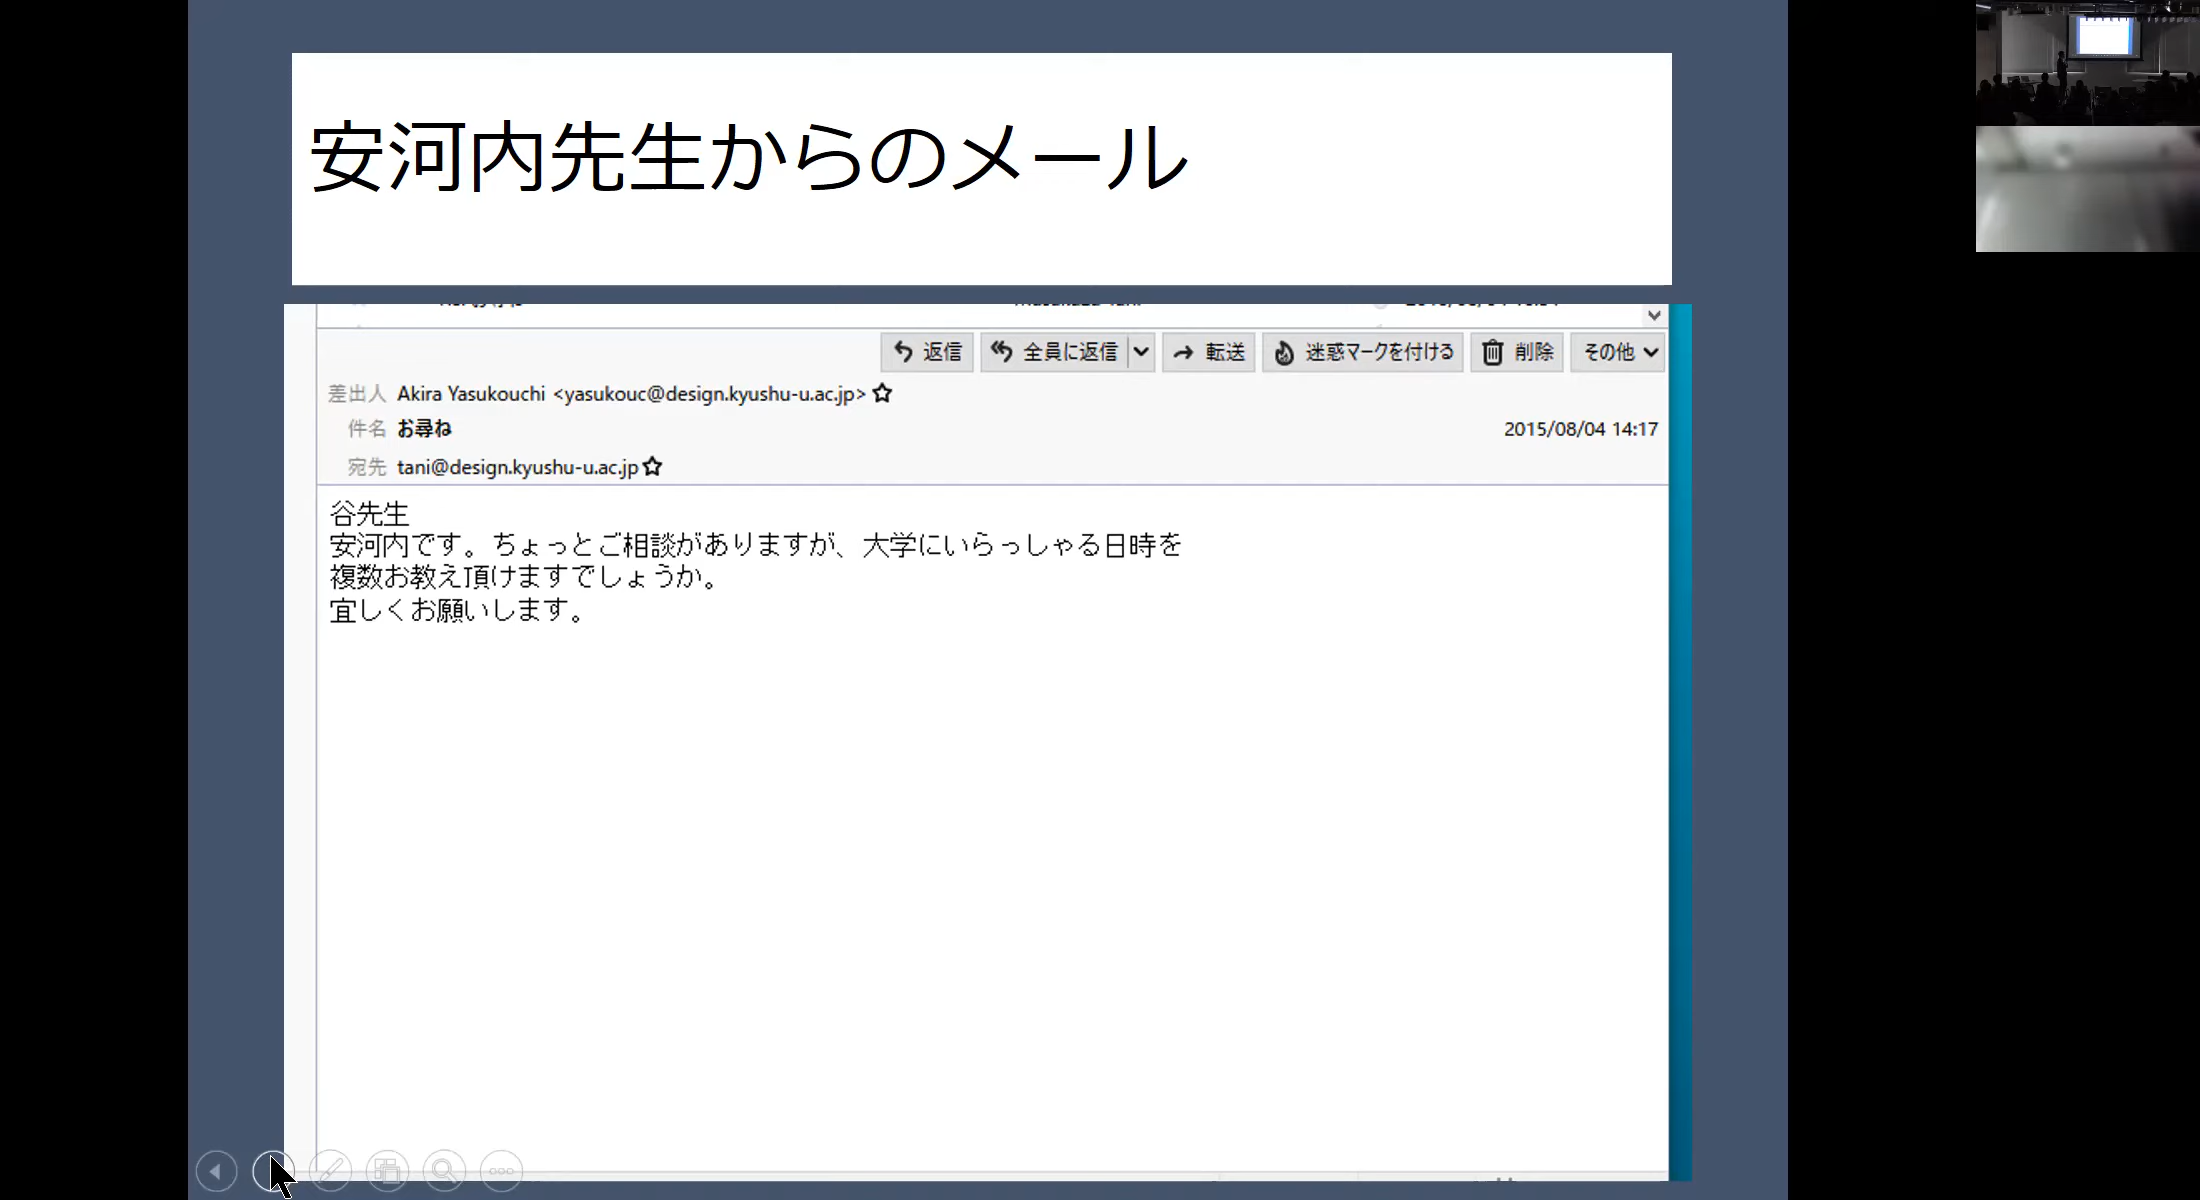 安河内先生からのメール
返信 全員に返信 転送 迷惑マークを付ける 削除 その他
差出人 Akira Yasukouchi <yasukouc@design.kyushu-u.ac.jp>
件名 お尋ね 2015/08/04 14:17
宛先 tani@design.kyushu-u.ac.jp
谷先生
安河内です。ちょっとご相談がありますが、大学にいらっしゃる日時を
複数お教え頂けますでしょうか。
宜しくお願いします。